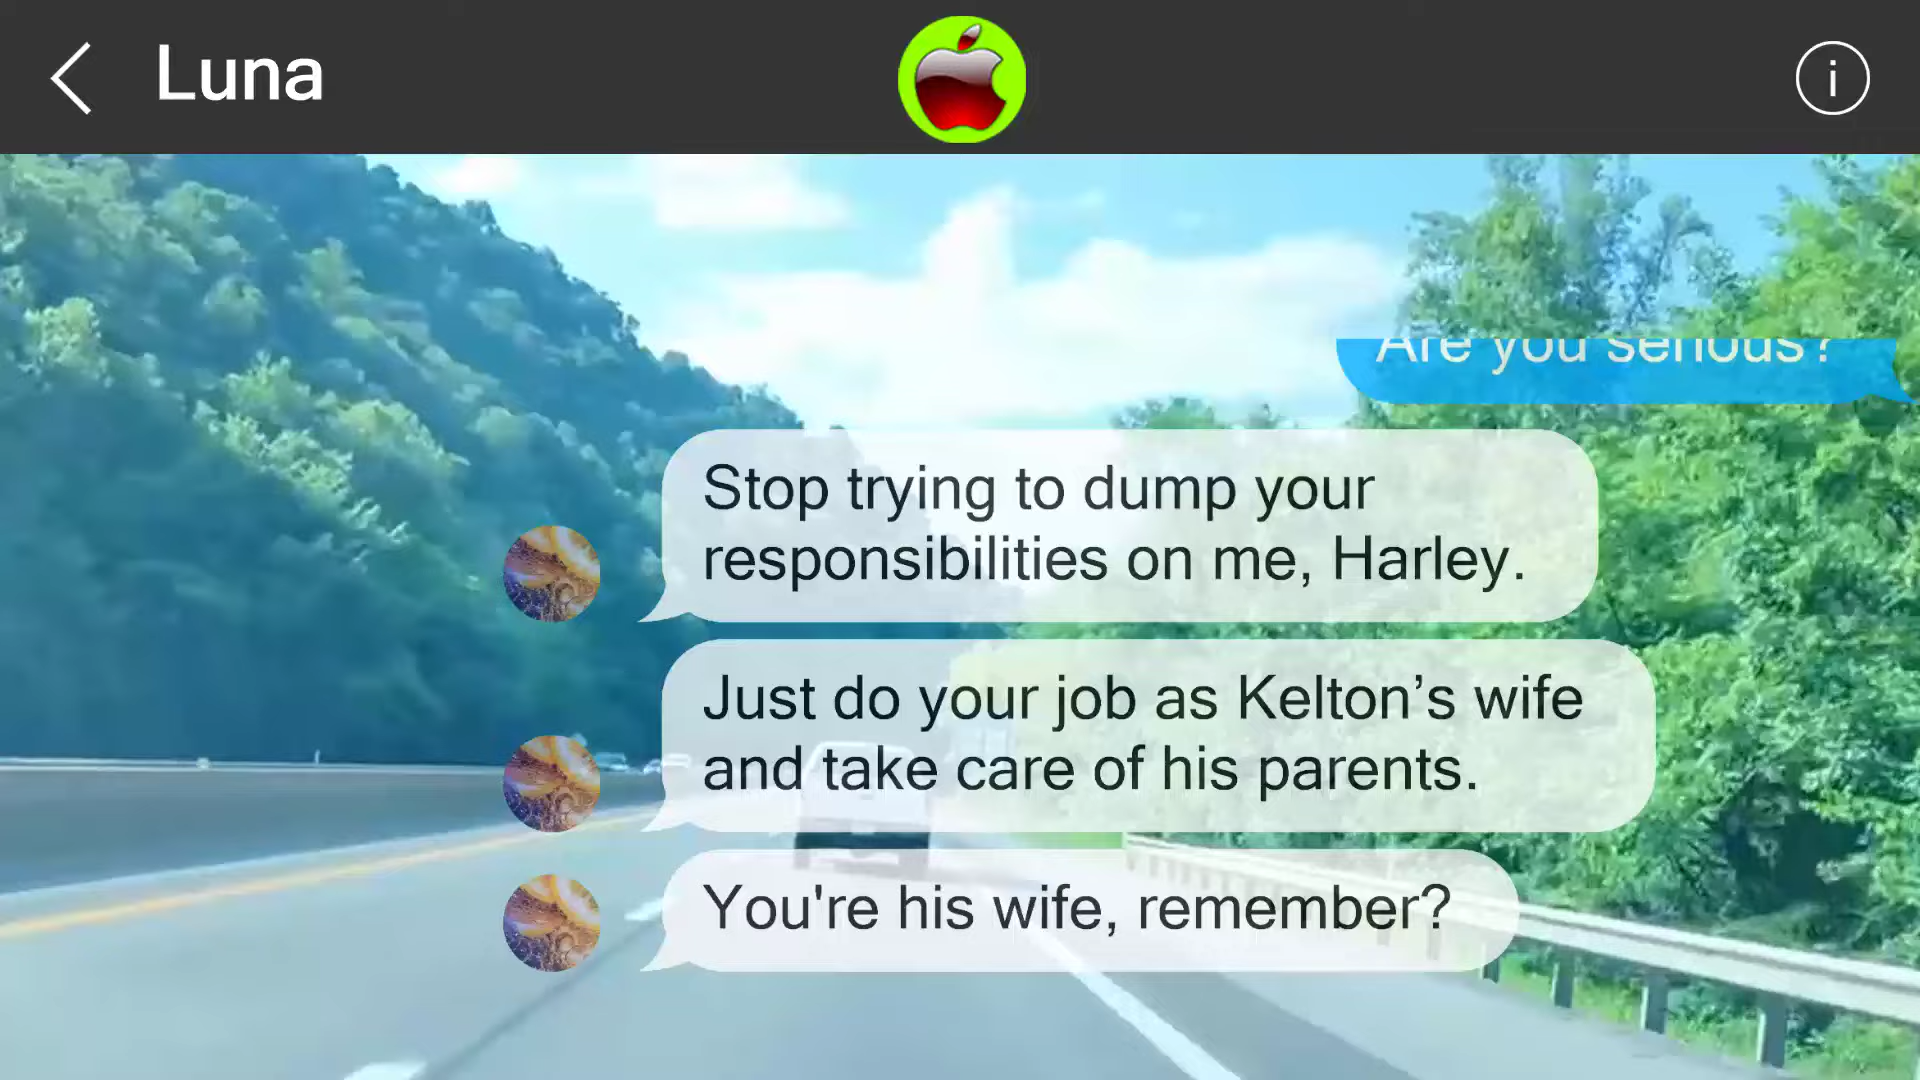 Luna
Are you serious?
Stop trying to dump your
responsibilities on me, Harley.
Just do your job as Kelton’s wife
and take care of his parents.
You're his wife, remember?